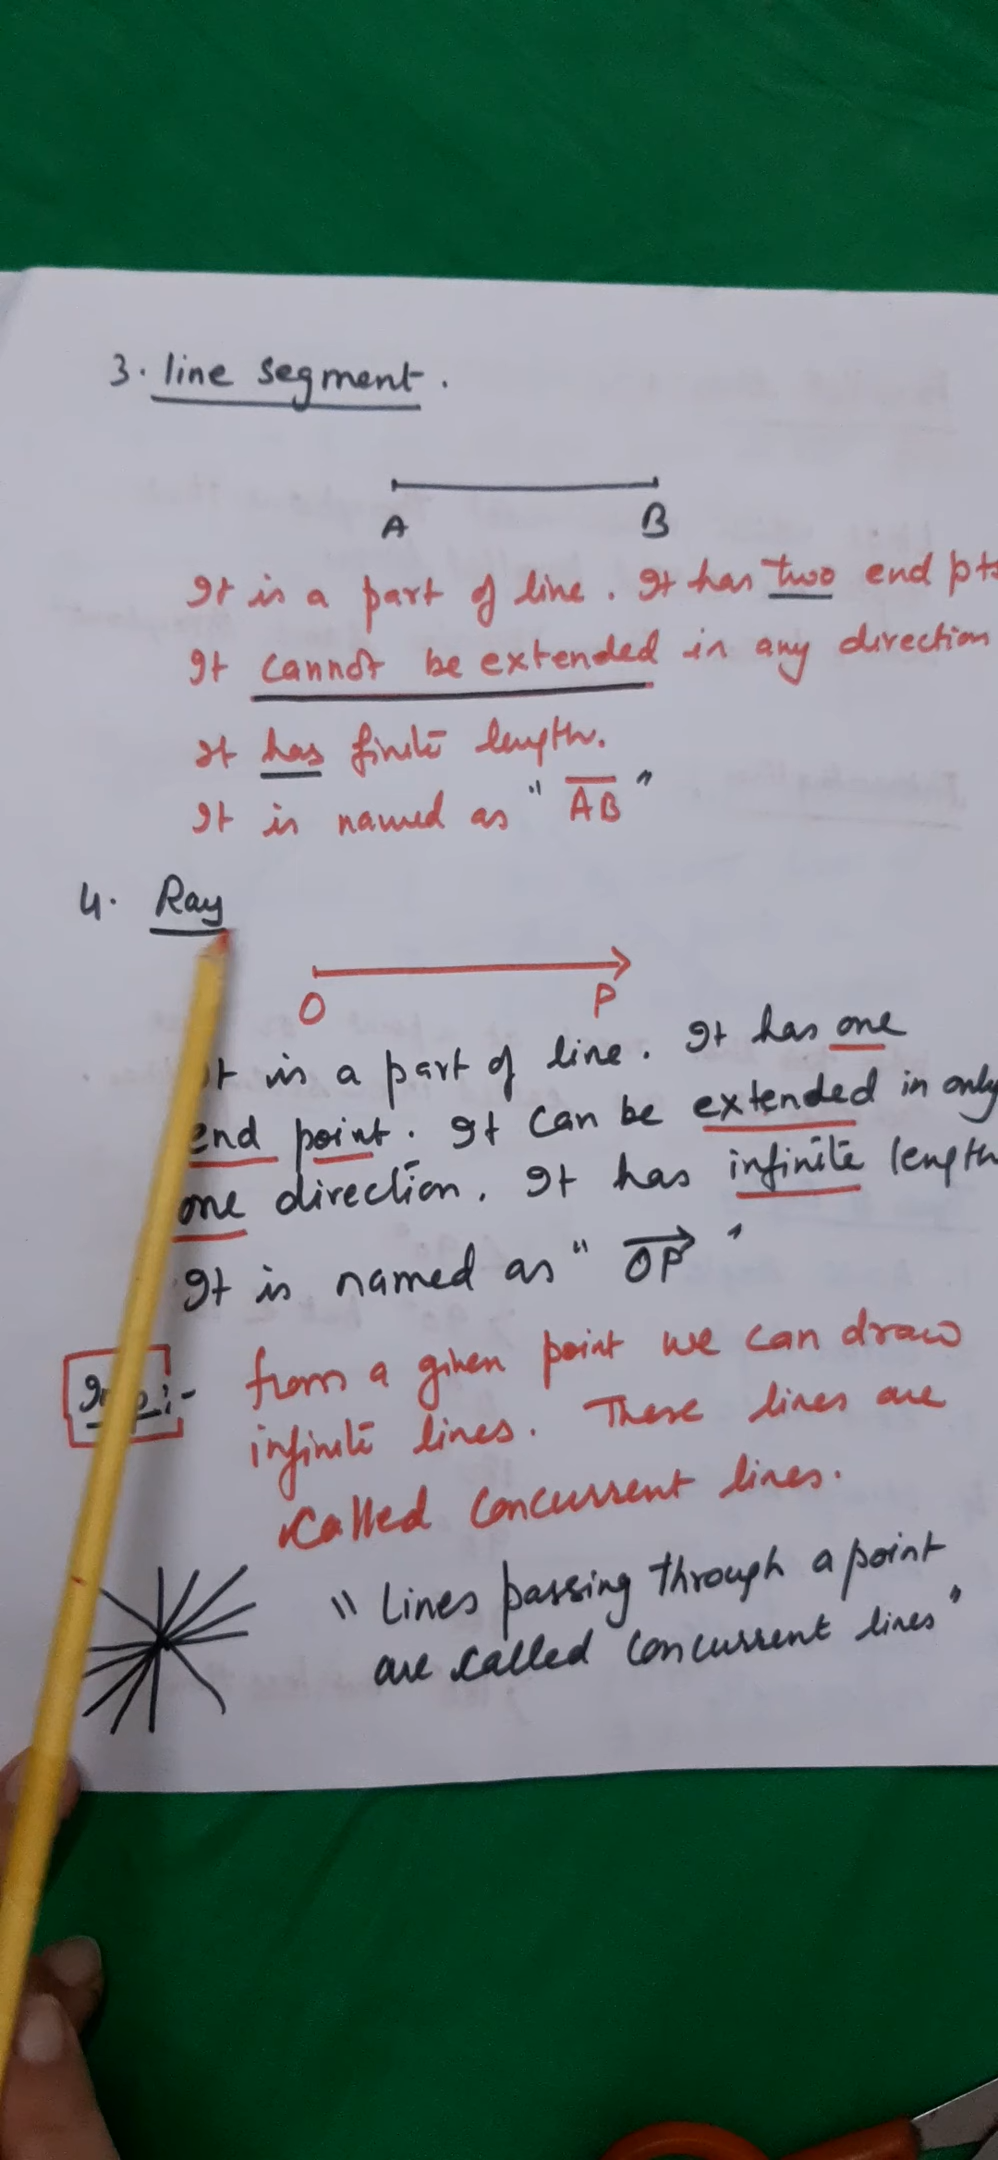 3. line segment.
A B
It is a part of line. It has two end pts
It cannot be extended in any direction
It has finite length.
It is named as " A̅B̅ "
4. Ray
O P
It is a part of line. It has one
end point. It can be extended in only
one direction. It has infinite length
It is named as " OP→ "
from a given point we can draw
infinite lines. These lines are
called concurrent lines.
" Lines passing through a point
are called concurrent lines"